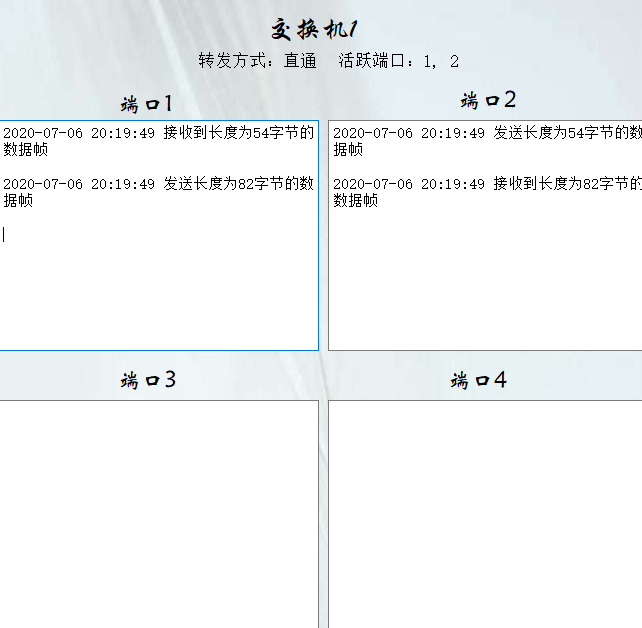 交换机1
转发方式：直通 活跃端口：1, 2
端口1
端口2
2020-07-06 20:19:49 接收到长度为54字节的
数据帧
2020-07-06 20:19:49 发送长度为82字节的数
据帧
2020-07-06 20:19:49 发送长度为54字节的数
据帧
2020-07-06 20:19:49 接收到长度为82字节的
数据帧
端口3
端口4